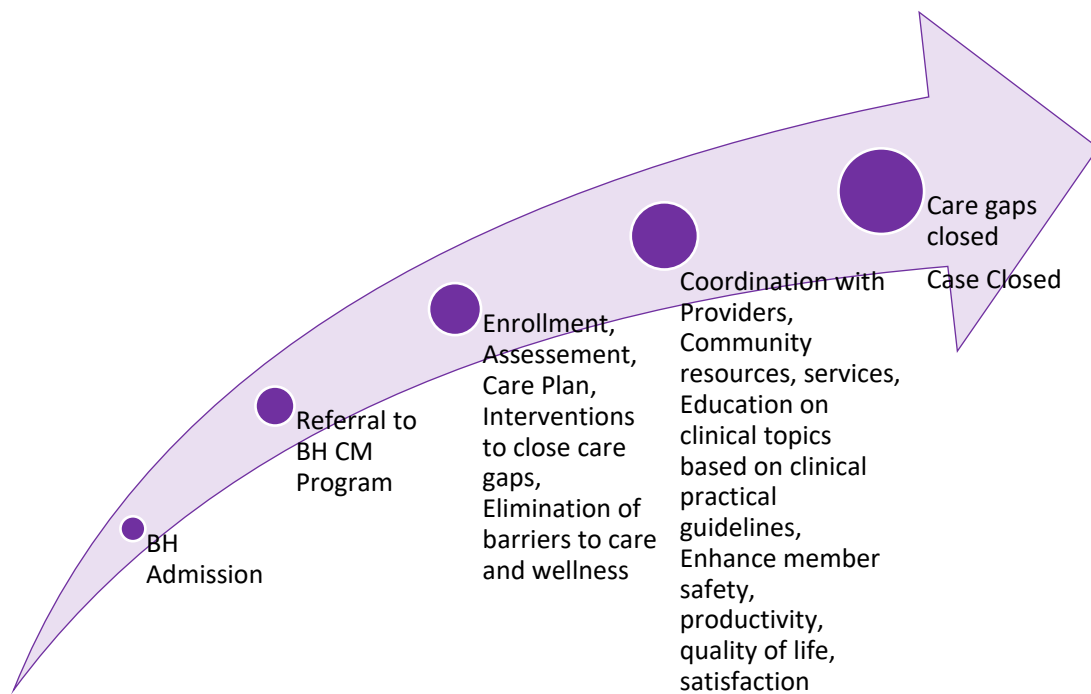 BH
Admission
Referral to
BH CM
Program
Enrollment,
Assessement,
Care Plan,
Interventions
to close care
gaps,
Elimination of
barriers to care
and wellness
Coordination with
Providers,
Community
resources, services,
Education on
clinical topics
based on clinical
practical
guidelines,
Enhance member
safety,
productivity,
quality of life,
satisfaction
Care gaps
closed
Case Closed